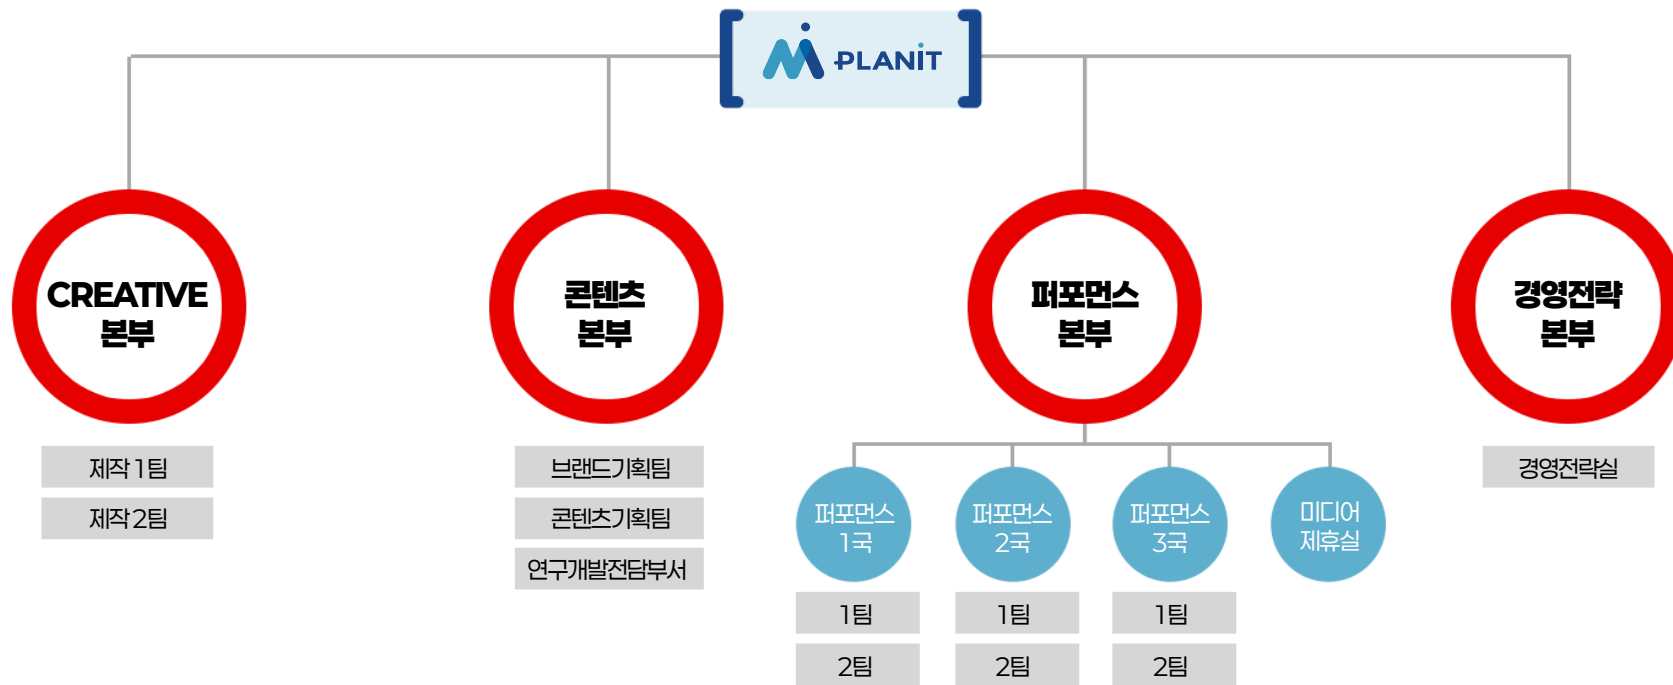 PLANIT
CREATIVE
본부
콘텐츠
본부
퍼포먼스
본부
경영전략
본부
제작 1팀
제작 2팀
브랜드기획팀
콘텐츠기획팀
연구개발전담부서
퍼포먼스
1국
퍼포먼스
2국
퍼포먼스
3국
미디어
제휴실
1팀
2팀
1팀
2팀
1팀
2팀
경영전략실